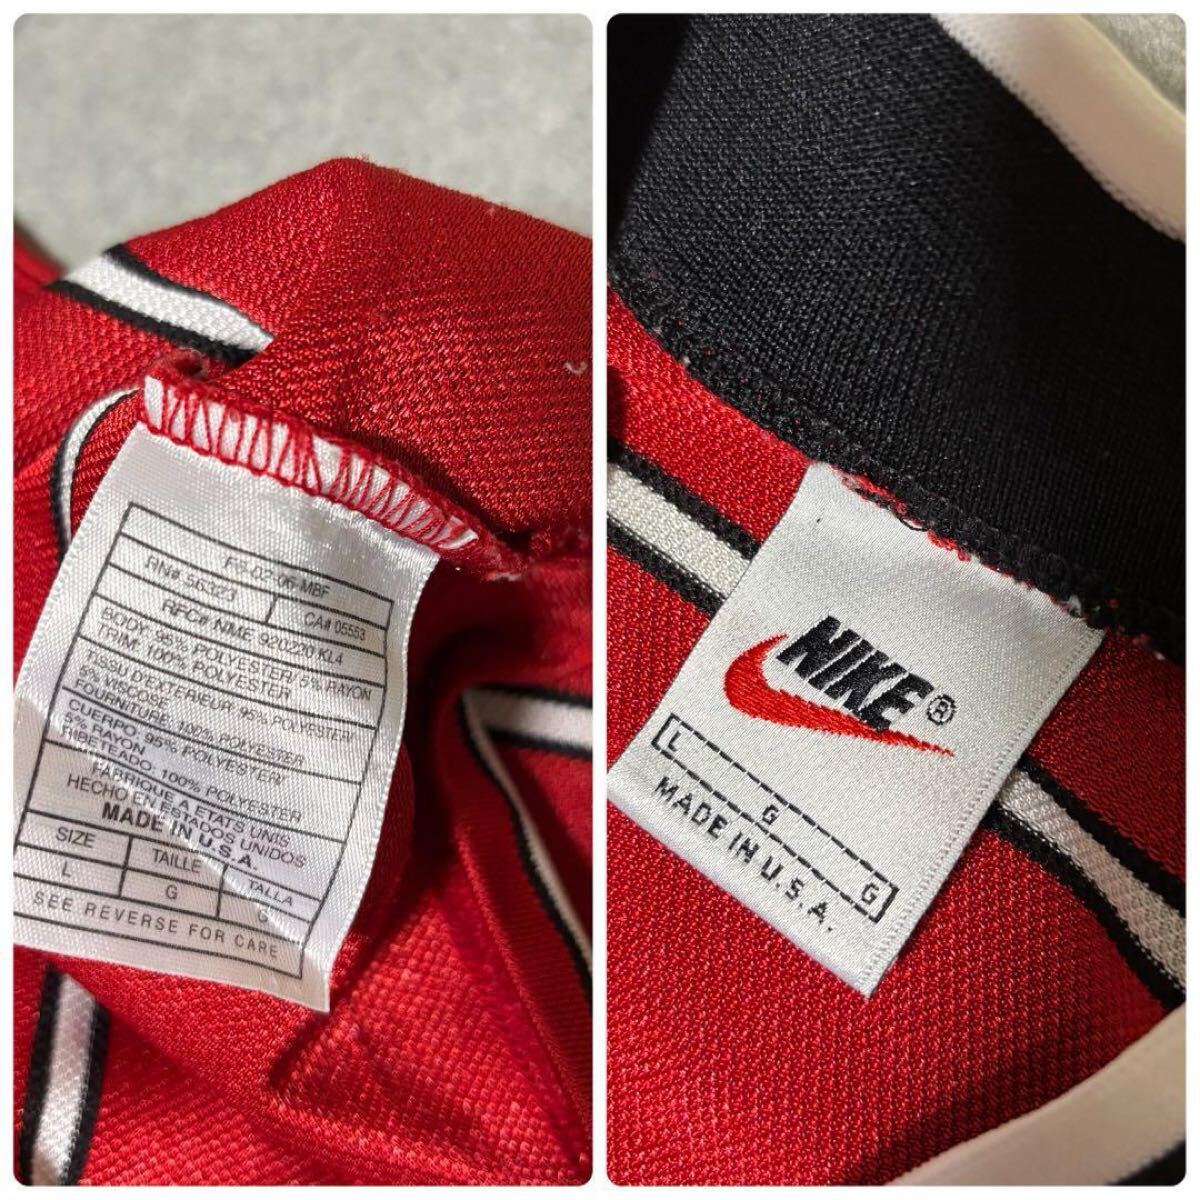 F8-02-06-MBF
RN# 56323
CA# 05553
RFC# NME 920220 KL4
BODY: 95% POLYESTER/ 5% RAYON
TRIM: 100% POLYESTER
TISSU D'EXTERIEUR: 95% POLYESTER/
5% VISCOSE
FOURNITURE: 100% POLYESTER
CUERPO: 95% POLYESTER/
5% RAYON
RIBETEADO: 100% POLYESTER
FABRIQUE A ETATS UNIS
HECHO EN ESTADOS UNIDOS
MADE IN U.S.A.
SIZE TAILLE TALLA
L G G
SEE REVERSE FOR CARE
NIKE®
L G G
MADE IN U.S.A.